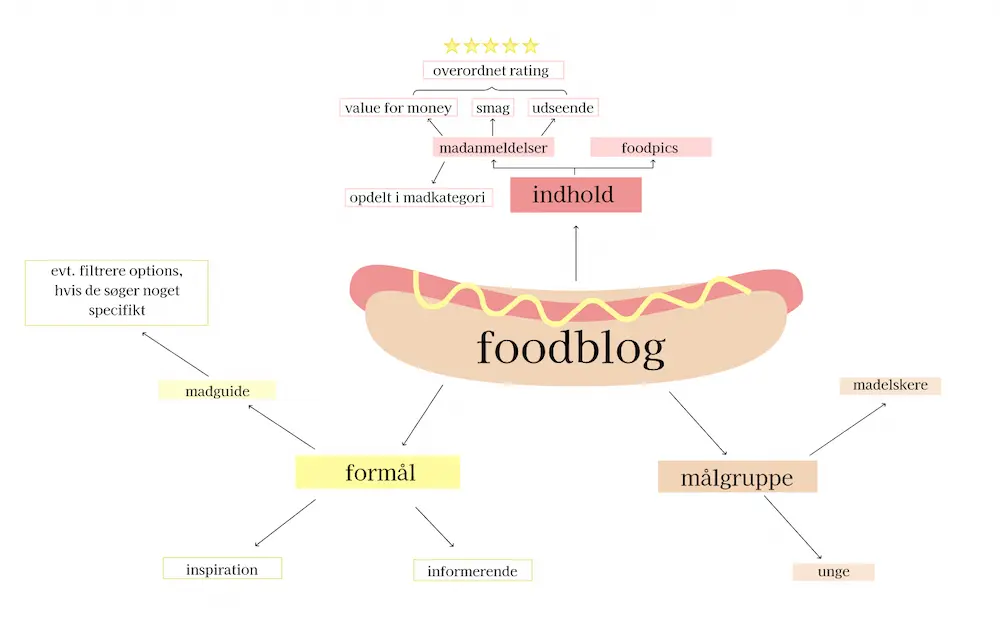 overordnet rating
value for money
smag
udseende
madanmeldelser
foodpics
opdelt i madkategori
indhold
evt. filtrere options,
hvis de søger noget
specifikt
foodblog
madguide
madelskere
formål
målgruppe
inspiration
informerende
unge